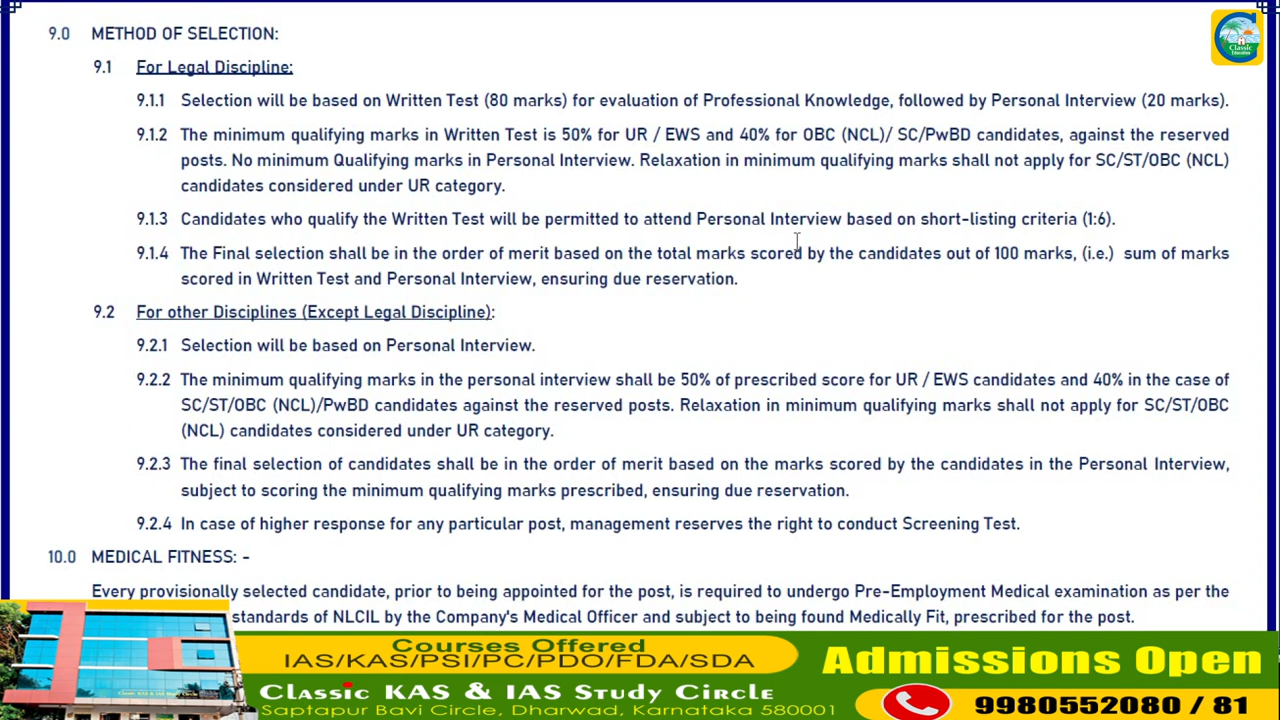 9.0 METHOD OF SELECTION:
Classic
Education
9.1 For Legal Discipline:
9.1.1 Selection will be based on Written Test (80 marks) for evaluation of Professional Knowledge, followed by Personal Interview (20 marks).
9.1.2 The minimum qualifying marks in Written Test is 50% for UR / EWS and 40% for OBC (NCL)/ SC/PwBD candidates, against the reserved
posts. No minimum Qualifying marks in Personal Interview. Relaxation in minimum qualifying marks shall not apply for SC/ST/OBC (NCL)
candidates considered under UR category.
9.1.3 Candidates who qualify the Written Test will be permitted to attend Personal Interview based on short-listing criteria (1:6).
9.1.4 The Final selection shall be in the order of merit based on the total marks scored by the candidates out of 100 marks, (i.e.) sum of marks
scored in Written Test and Personal Interview, ensuring due reservation.
9.2 For other Disciplines (Except Legal Discipline):
9.2.1 Selection will be based on Personal Interview.
9.2.2 The minimum qualifying marks in the personal interview shall be 50% of prescribed score for UR / EWS candidates and 40% in the case of
SC/ST/OBC (NCL)/PwBD candidates against the reserved posts. Relaxation in minimum qualifying marks shall not apply for SC/ST/OBC
(NCL) candidates considered under UR category.
9.2.3 The final selection of candidates shall be in the order of merit based on the marks scored by the candidates in the Personal Interview,
subject to scoring the minimum qualifying marks prescribed, ensuring due reservation.
9.2.4 In case of higher response for any particular post, management reserves the right to conduct Screening Test.
10.0 MEDICAL FITNESS: -
Every provisionally selected candidate, prior to being appointed for the post, is required to undergo Pre-Employment Medical examination as per the
standards of NLCIL by the Company's Medical Officer and subject to being found Medically Fit, prescribed for the post.
Courses Offered
IAS/KAS/PSI/PC/PDO/FDA/SDA
Classic KAS & IAS Study Circle
Saptapur Bavi Circle, Dharwad, Karnataka 580001
Admissions Open
9980552080 / 81